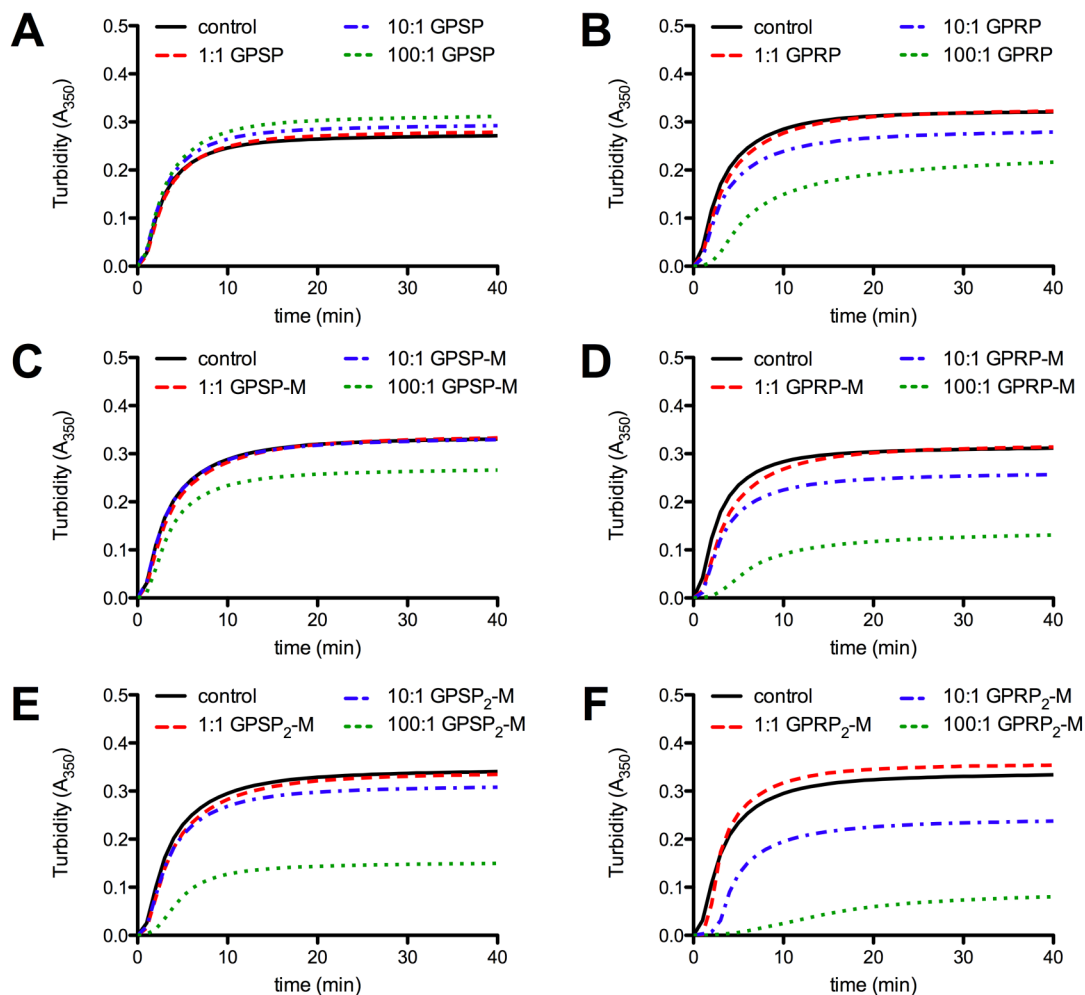 A
control
10:1 GPSP
1:1 GPSP
100:1 GPSP
Turbidity (A350)
0.5
0.4
0.3
0.2
0.1
0.0
0
10
20
30
40
time (min)
B
control
10:1 GPRP
1:1 GPRP
100:1 GPRP
Turbidity (A350)
0.5
0.4
0.3
0.2
0.1
0.0
0
10
20
30
40
time (min)
C
control
10:1 GPSP-M
1:1 GPSP-M
100:1 GPSP-M
Turbidity (A350)
0.5
0.4
0.3
0.2
0.1
0.0
0
10
20
30
40
time (min)
D
control
10:1 GPRP-M
1:1 GPRP-M
100:1 GPRP-M
Turbidity (A350)
0.5
0.4
0.3
0.2
0.1
0.0
0
10
20
30
40
time (min)
E
control
10:1 GPSP2-M
1:1 GPSP2-M
100:1 GPSP2-M
Turbidity (A350)
0.5
0.4
0.3
0.2
0.1
0.0
0
10
20
30
40
time (min)
F
control
10:1 GPRP2-M
1:1 GPRP2-M
100:1 GPRP2-M
Turbidity (A350)
0.5
0.4
0.3
0.2
0.1
0.0
0
10
20
30
40
time (min)